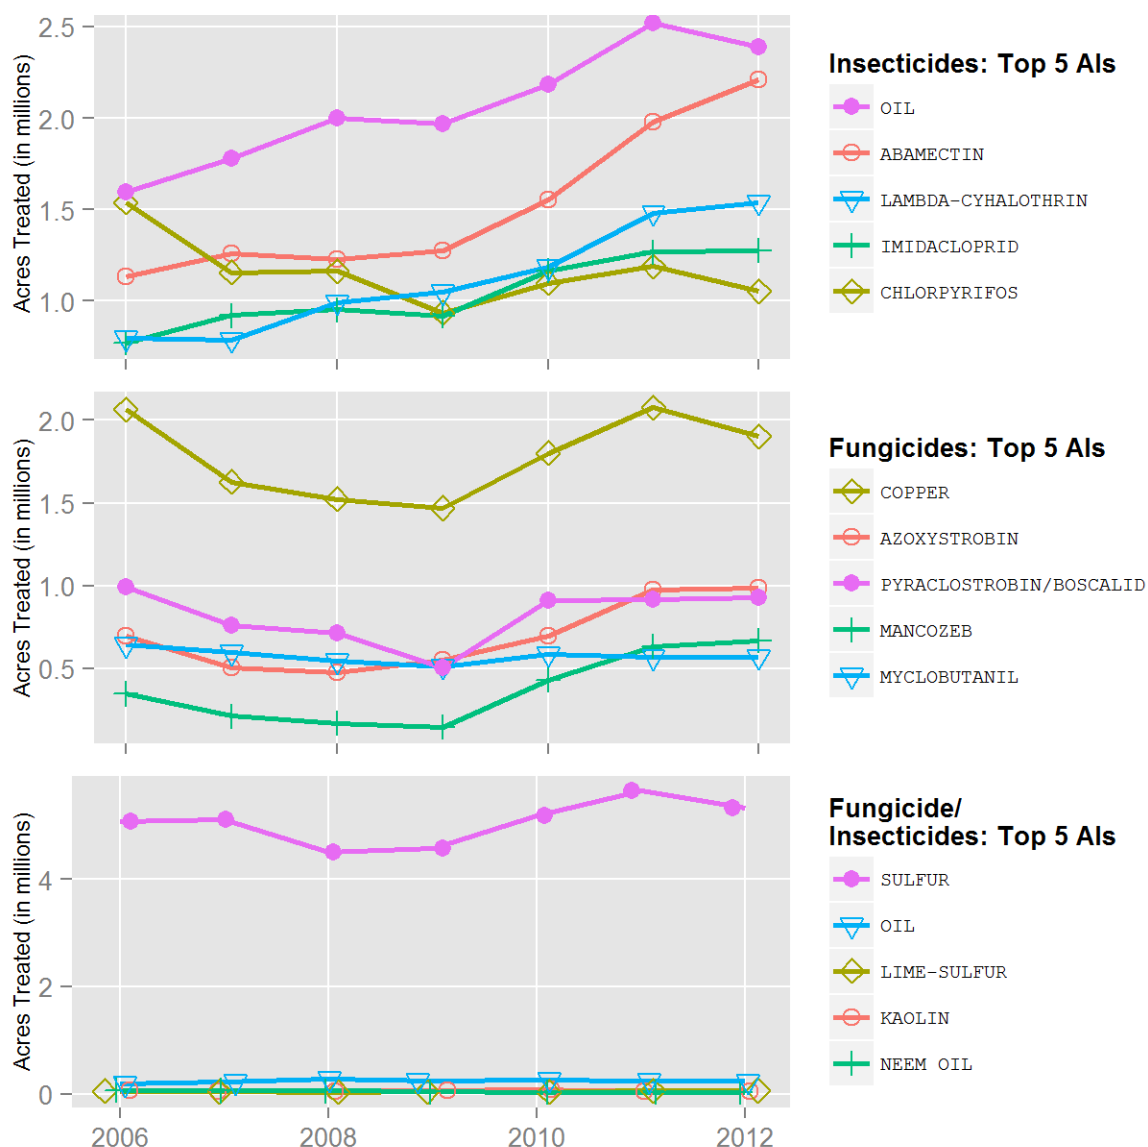 Acres Treated (in millions)
2.5
2.0
1.5
1.0
Insecticides: Top 5 AIs
OIL
ABAMECTIN
LAMBDA-CYHALOTHRIN
IMIDACLOPRID
CHLORPYRIFOS
Acres Treated (in millions)
2.0
1.5
1.0
0.5
Fungicides: Top 5 AIs
COPPER
AZOXYSTROBIN
PYRACLOSTROBIN/BOSCALID
MANCOZEB
MYCLOBUTANIL
Acres Treated (in millions)
4
2
0
2006
2008
2010
2012
Fungicide/
Insecticides: Top 5 AIs
SULFUR
OIL
LIME-SULFUR
KAOLIN
NEEM OIL